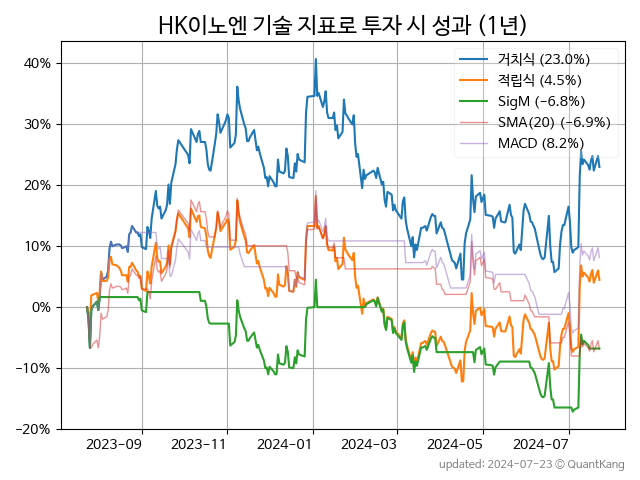 HK이노엔 기술 지표로 투자 시 성과 (1년)
거치식 (23.0%)
적립식 (4.5%)
SigM (−6.8%)
SMA(20) (−6.9%)
MACD (8.2%)
40%
30%
20%
10%
0%
−10%
−20%
2023−09
2023−11
2024−01
2024−03
2024−05
2024−07
updated: 2024−07−23 © QuantKang